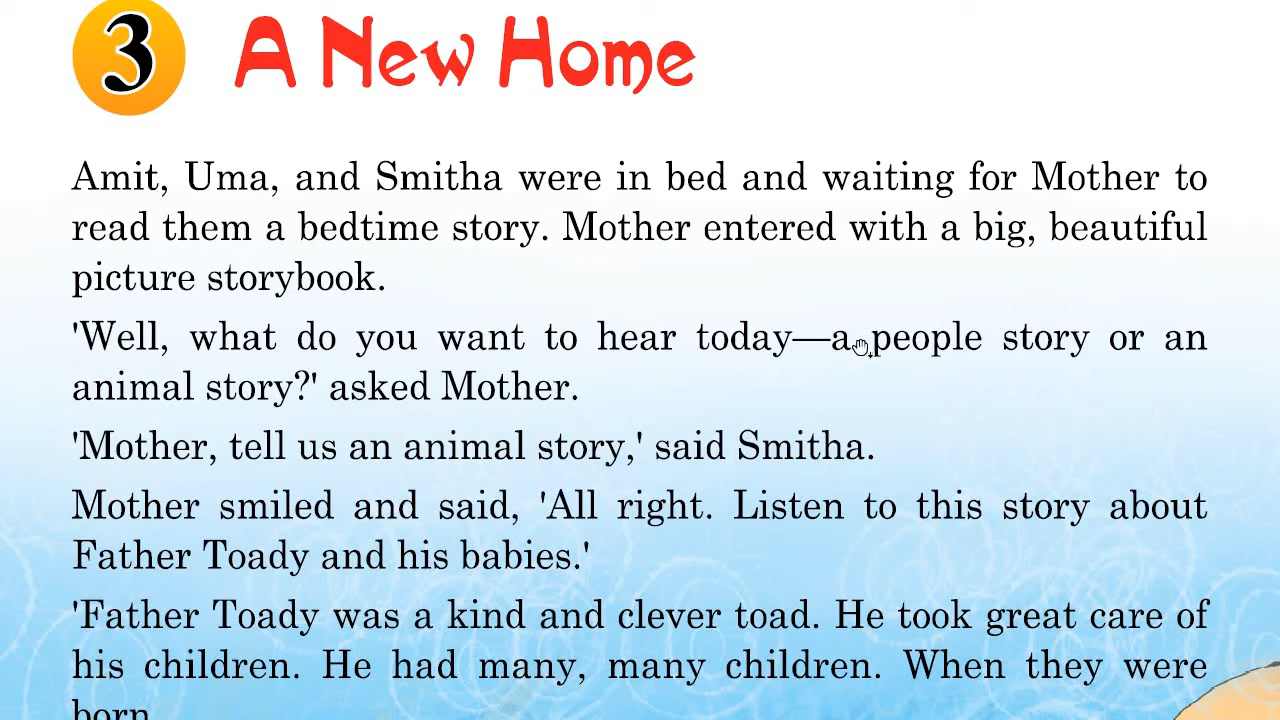 3 A New Home
Amit, Uma, and Smitha were in bed and waiting for Mother to
read them a bedtime story. Mother entered with a big, beautiful
picture storybook.
'Well, what do you want to hear today—a people story or an
animal story?' asked Mother.
'Mother, tell us an animal story,' said Smitha.
Mother smiled and said, 'All right. Listen to this story about
Father Toady and his babies.'
'Father Toady was a kind and clever toad. He took great care of
his children. He had many, many children. When they were
born